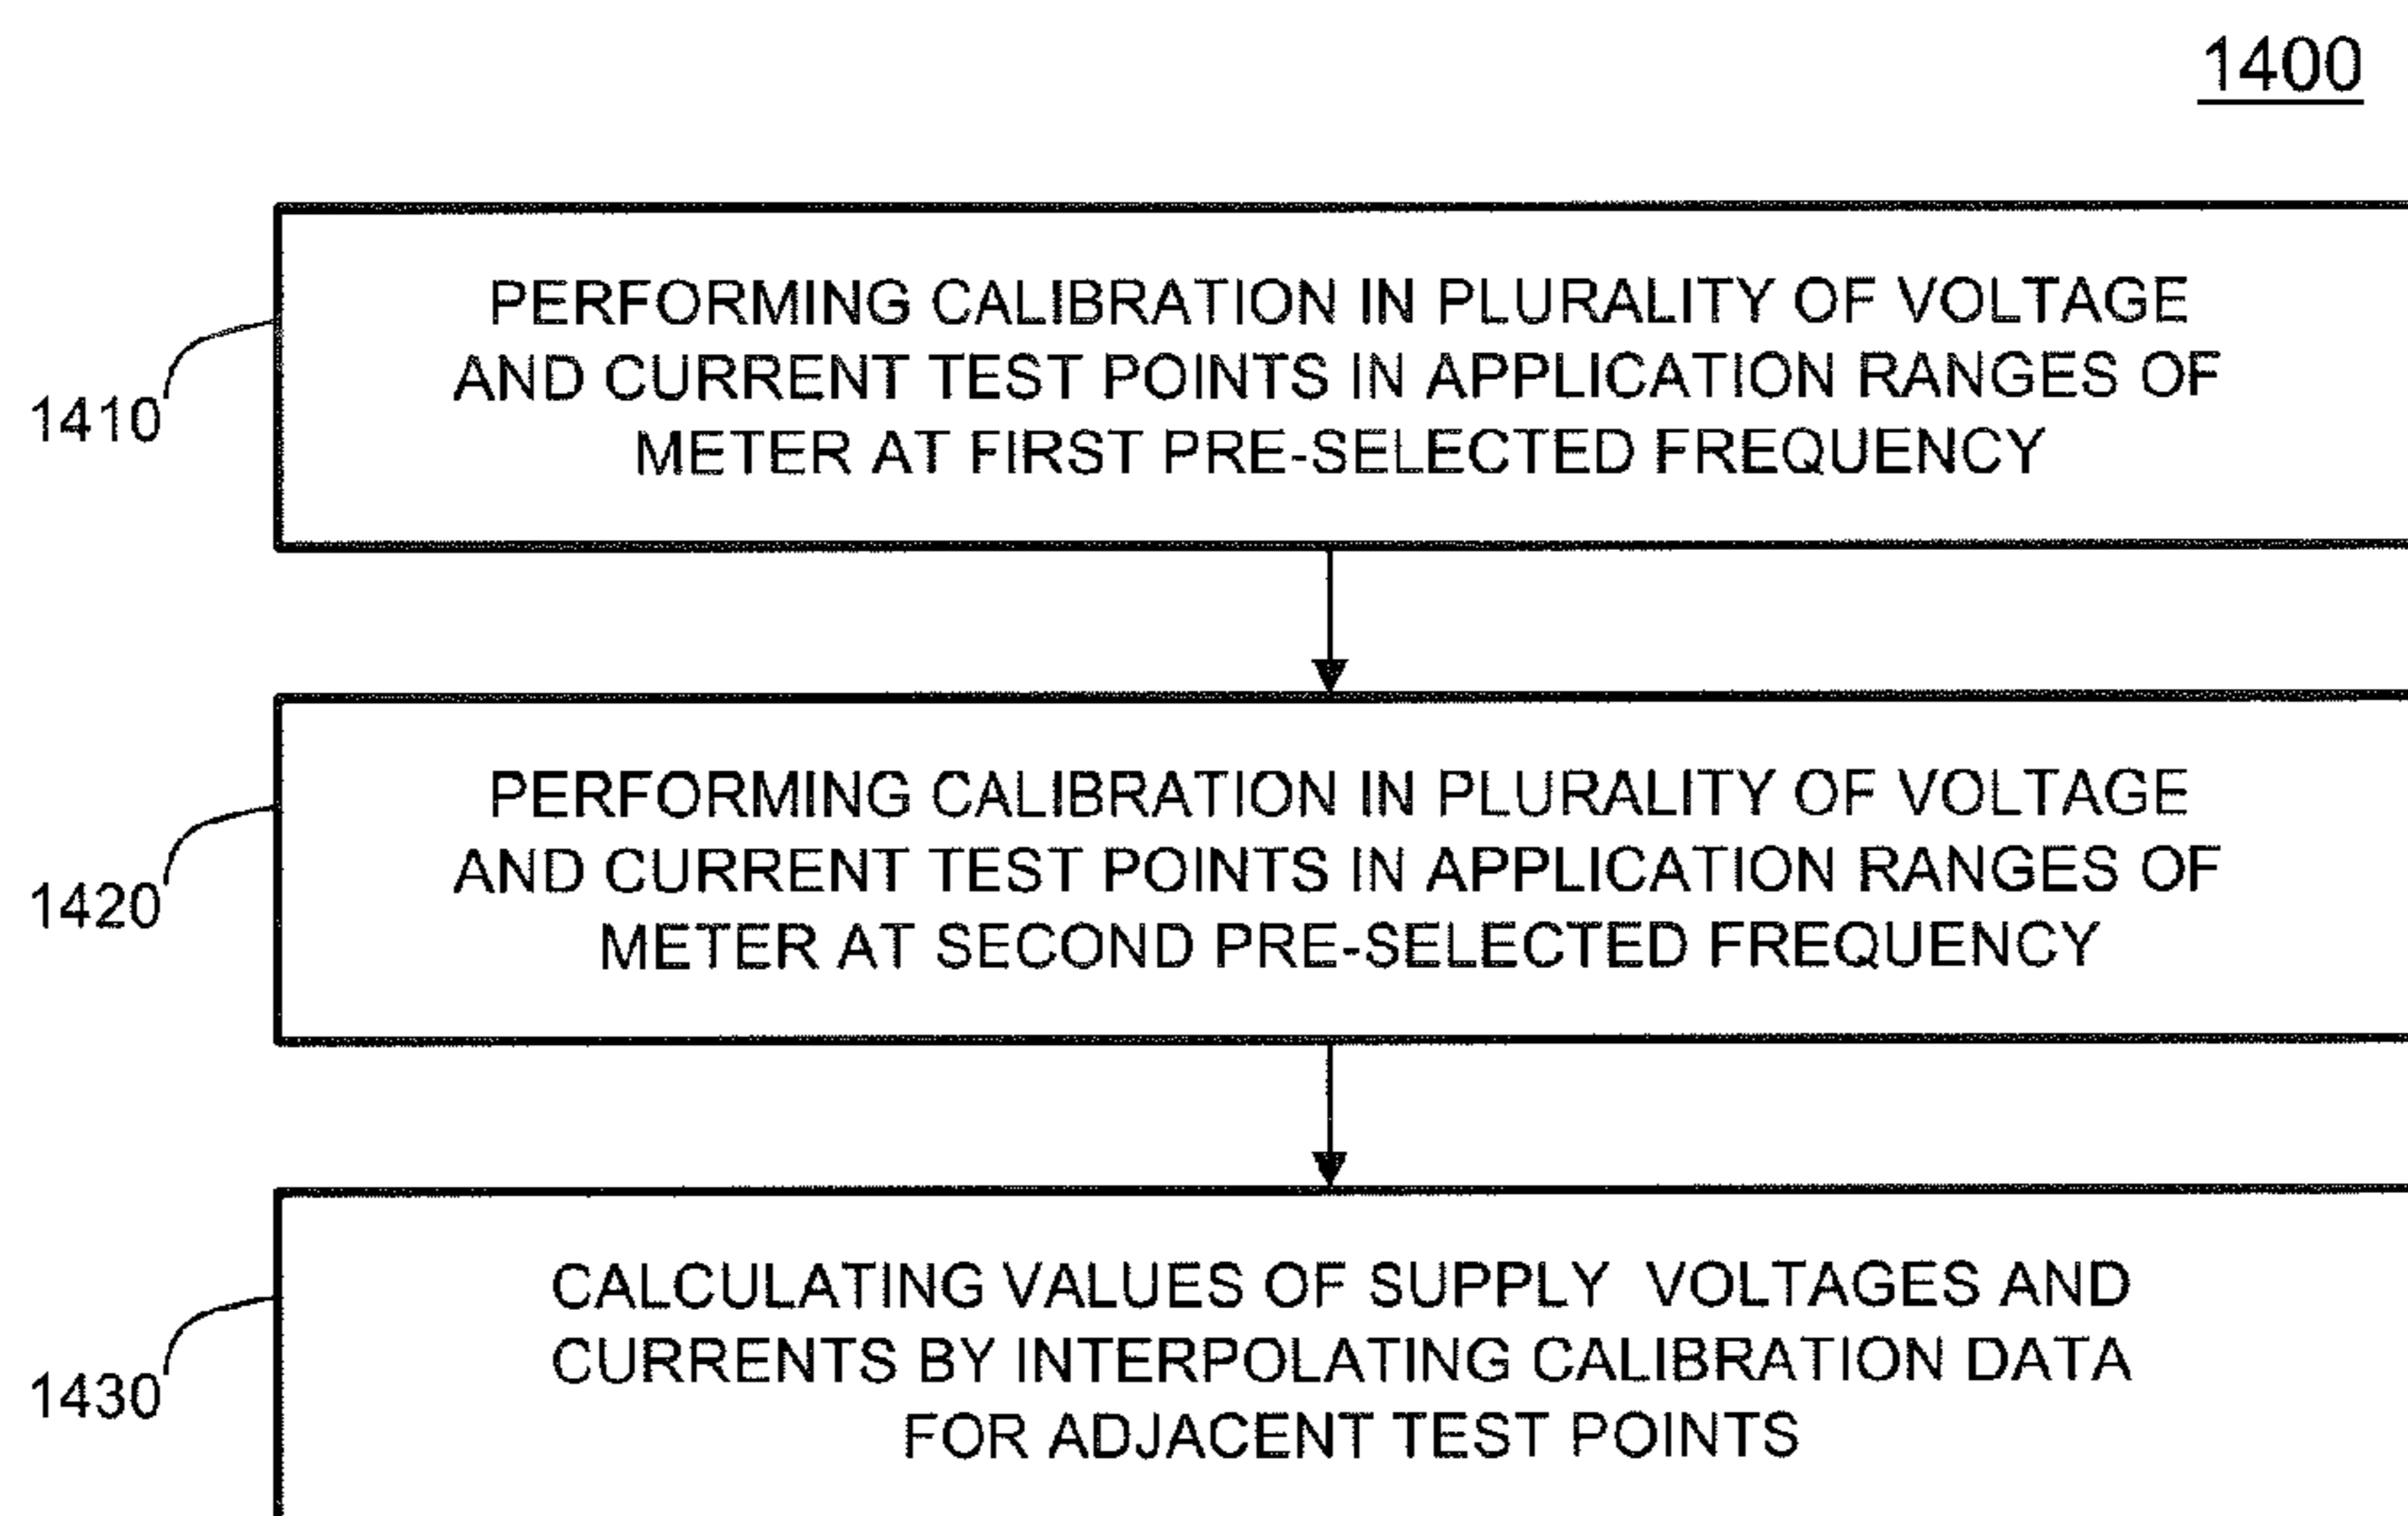 1400
PERFORMING CALIBRATION IN PLURALITY OF VOLTAGE
AND CURRENT TEST POINTS IN APPLICATION RANGES OF
METER AT FIRST PRE-SELECTED FREQUENCY
1410
PERFORMING CALIBRATION IN PLURALITY OF VOLTAGE
AND CURRENT TEST POINTS IN APPLICATION RANGES OF
METER AT SECOND PRE-SELECTED FREQUENCY
1420
CALCULATING VALUES OF SUPPLY VOLTAGES AND
CURRENTS BY INTERPOLATING CALIBRATION DATA
FOR ADJACENT TEST POINTS
1430